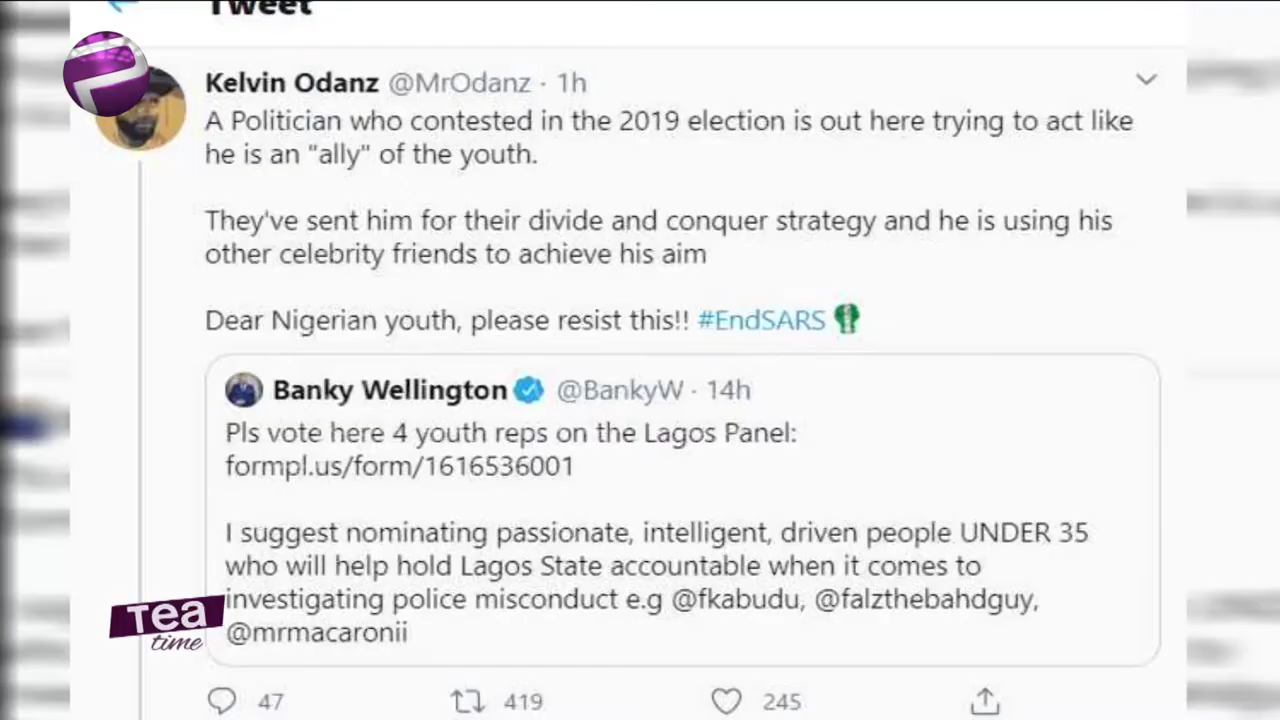 Tweet
Kelvin Odanz @MrOdanz · 1h
A Politician who contested in the 2019 election is out here trying to act like
he is an "ally" of the youth.
They've sent him for their divide and conquer strategy and he is using his
other celebrity friends to achieve his aim
Dear Nigerian youth, please resist this!! #EndSARS
Banky Wellington @BankyW · 14h
Pls vote here 4 youth reps on the Lagos Panel:
formpl.us/form/1616536001
I suggest nominating passionate, intelligent, driven people UNDER 35
who will help hold Lagos State accountable when it comes to
investigating police misconduct e.g @fkabudu, @falzthebahdguy,
@mrmacaronii
Tea
time
47 419 245